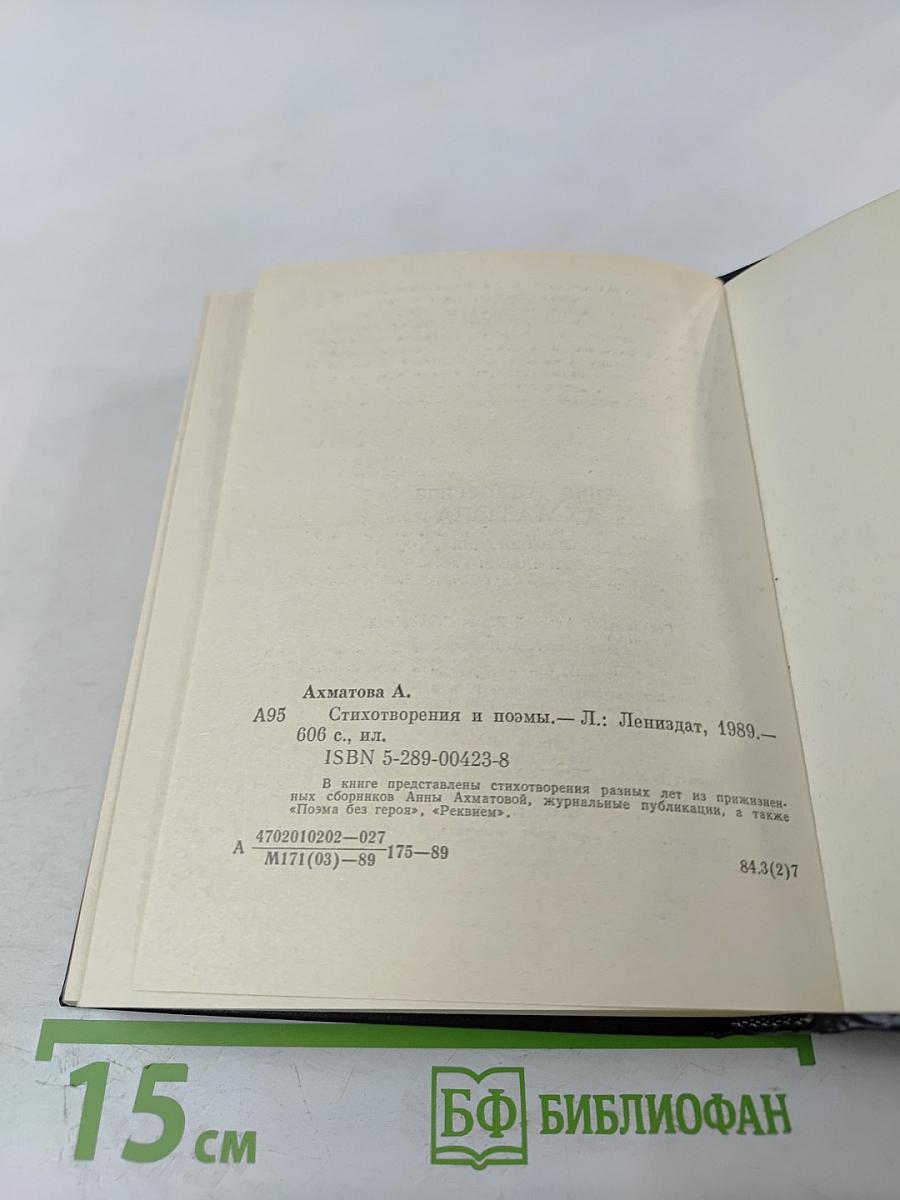 Ахматова А.
А95 Стихотворения и поэмы.— Л.: Лениздат, 1989.—
606 с., ил.
ISBN 5-289-00423-8
В книге представлены стихотворения разных лет из прижизнен-
ных сборников Анны Ахматовой, журнальные публикации, а также
«Поэма без героя», «Реквием».
А 4702010202—027
М171(03)—89 175—89
84.3(2)7
15 см
БФ БИБЛИОФАН